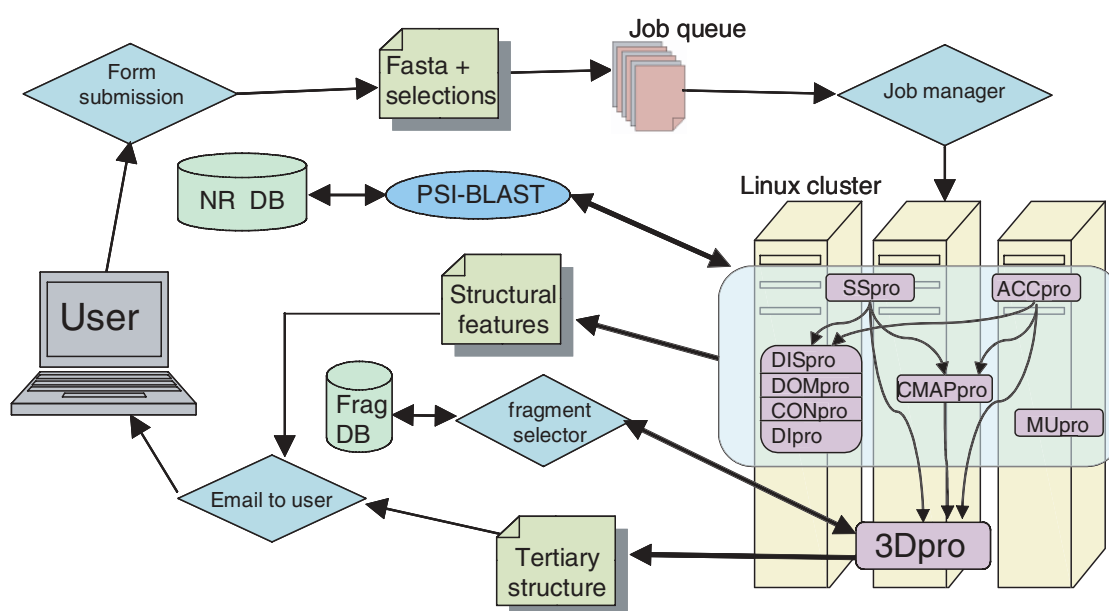 Job queue
Form
submission
Fasta +
selections
Job manager
NR DB
PSI-BLAST
Linux cluster
User
Structural
features
SSpro
ACCpro
DISpro
DOMpro
CONpro
DIpro
CMAPpro
MUpro
Frag
DB
fragment
selector
Email to user
3Dpro
Tertiary
structure